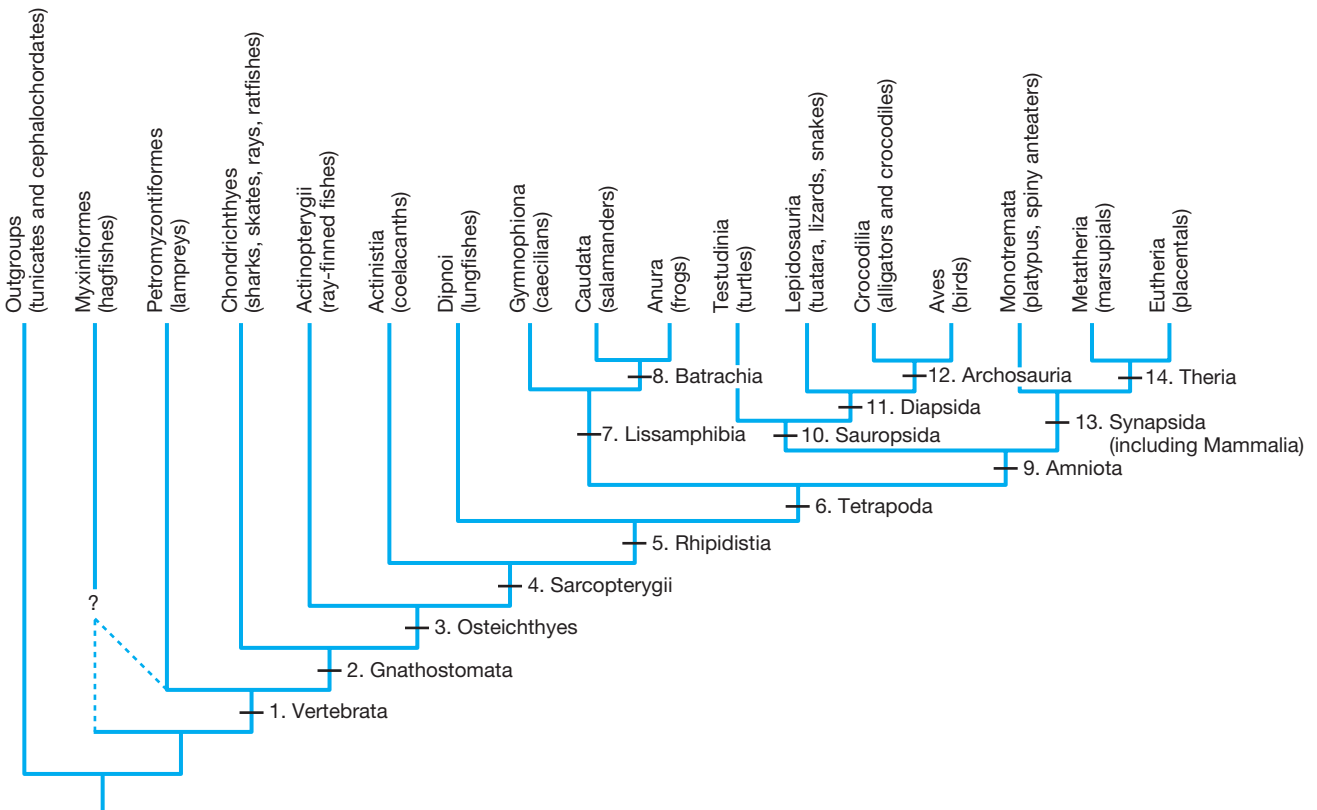 Outgroups
(tunicates and cephalochordates)
Myxiniformes
(hagfishes)
Petromyzontiformes
(lampreys)
Chondrichthyes
(sharks, skates, rays, ratfishes)
Actinopterygii
(ray-finned fishes)
Actinistia
(coelacanths)
Dipnoi
(lungfishes)
Gymnophiona
(caecilians)
Caudata
(salamanders)
Anura
(frogs)
Testudinia
(turtles)
Lepidosauria
(tuatara, lizards, snakes)
Crocodilia
(alligators and crocodiles)
Aves
(birds)
Monotremata
(platypus, spiny anteaters)
Metatheria
(marsupials)
Eutheria
(placentals)
8. Batrachia
12. Archosauria
14. Theria
11. Diapsida
7. Lissamphibia
10. Sauropsida
13. Synapsida
(including Mammalia)
9. Amniota
6. Tetrapoda
5. Rhipidistia
4. Sarcopterygii
?
3. Osteichthyes
2. Gnathostomata
1. Vertebrata